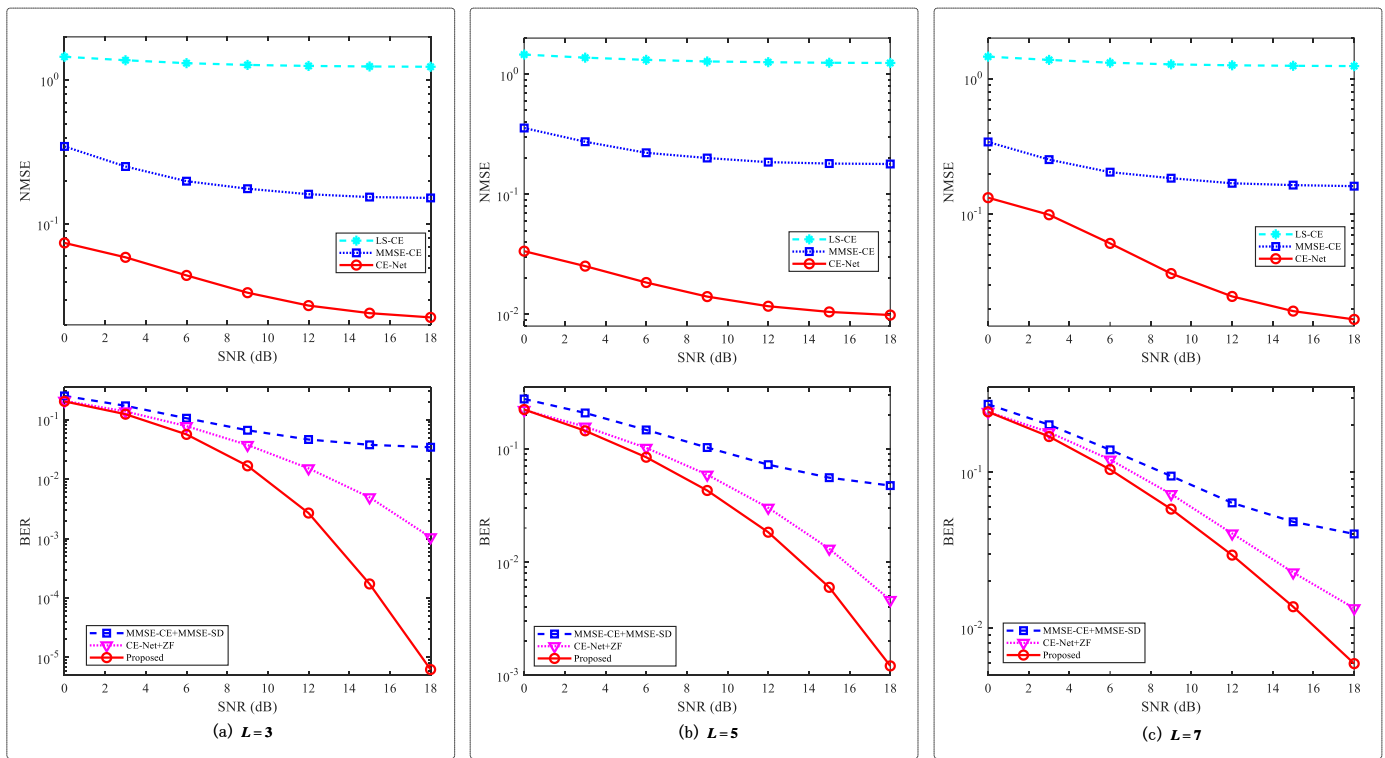 10^0
10^-1
NMSE
LS-CE
MMSE-CE
CE-Net
0 2 4 6 8 10 12 14 16 18
SNR (dB)
10^-1
10^-2
10^-3
10^-4
10^-5
BER
MMSE-CE+MMSE-SD
CE-Net+ZF
Proposed
0 2 4 6 8 10 12 14 16 18
SNR (dB)
(a) L=3
10^0
10^-1
10^-2
NMSE
LS-CE
MMSE-CE
CE-Net
0 2 4 6 8 10 12 14 16 18
SNR (dB)
10^-1
10^-2
10^-3
BER
MMSE-CE+MMSE-SD
CE-Net+ZF
Proposed
0 2 4 6 8 10 12 14 16 18
SNR (dB)
(b) L=5
10^0
10^-1
NMSE
LS-CE
MMSE-CE
CE-Net
0 2 4 6 8 10 12 14 16 18
SNR (dB)
10^-1
10^-2
BER
MMSE-CE+MMSE-SD
CE-Net+ZF
Proposed
0 2 4 6 8 10 12 14 16 18
SNR (dB)
(c) L=7